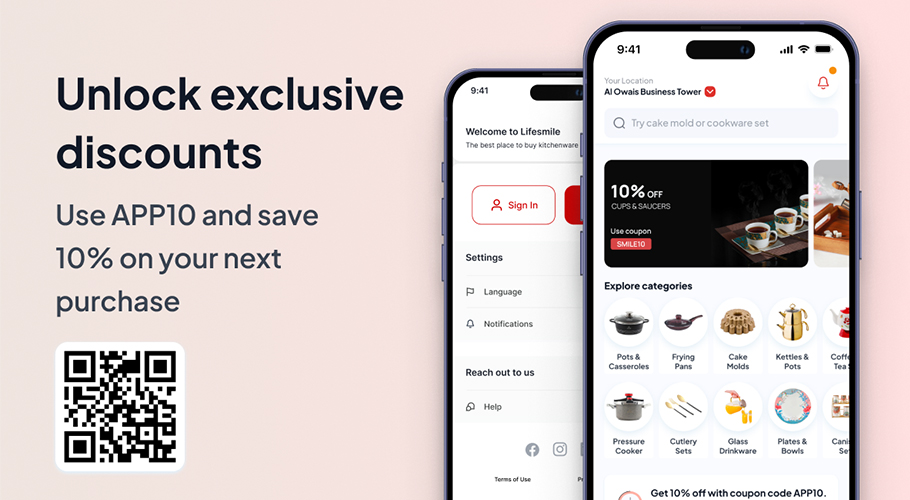 Unlock exclusive
discounts
Use APP10 and save
10% on your next
purchase
9:41
Welcome to Lifesmile
The best place to buy kitchenware
Sign In
Settings
Language
Notifications
Reach out to us
Help
Terms of Use
9:41
Your Location
Al Owais Business Tower
Try cake mold or cookware set
10% OFF
CUPS & SAUCERS
Use coupon
SMILE10
Explore categories
Pots &
Casseroles
Frying
Pans
Cake
Molds
Kettles &
Pots
Pressure
Cooker
Cutlery
Sets
Glass
Drinkware
Plates &
Bowls
Get 10% off with coupon code APP10.